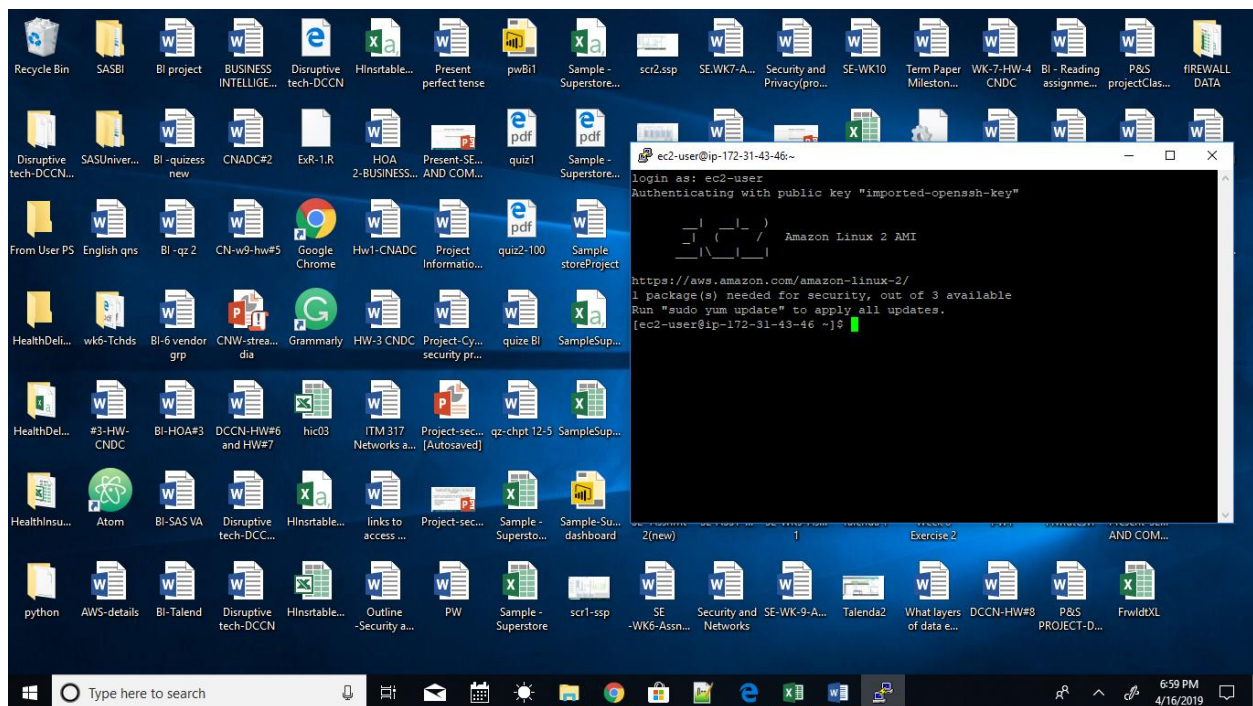 Recycle Bin
SASBI
BI project
BUSINESS
INTELLIGE...
Disruptive
tech-DCCN
HInsrtable...
Present
perfect tense
pwBi1
Sample -
Superstore...
scr2.ssp
SE.WK7-A...
Security and
Privacy(pro...
SE-WK10
Term Paper
Mileston...
WK-7-HW-4
CNDC
BI - Reading
assignme...
P&S
projectClas...
fIREWALL
DATA
Disruptive
tech-DCCN...
SASUniver...
BI -quizess
new
CNADC#2
ExR-1.R
HOA
2-BUSINESS...
Present-SE...
AND COM...
quiz1
Sample -
Superstore...
From User PS
English qns
BI -qz 2
CN-w9-hw#5
Google
Chrome
Hw1-CNADC
Project
Informatio...
quiz2-100
Sample
storeProject
HealthDeli...
wk6-Tchds
BI-6 vendor
grp
CNW-strea...
dia
Grammarly
HW-3 CNDC
Project-Cy...
security pr...
quize BI
SampleSup...
HealthDel...
#3-HW-
CNDC
BI-HOA#3
DCCN-HW#6
and HW#7
hic03
ITM 317
Networks a...
Project-sec...
[Autosaved]
qz-chpt 12-5
SampleSup...
HealthInsu...
Atom
BI-SAS VA
Disruptive
tech-DCC...
HInsrtable...
links to
access ...
Project-sec...
Sample -
Supersto...
Sample-Su...
dashboard
2(new)
1
Exercise 2
AND COM...
python
AWS-details
BI-Talend
Disruptive
tech-DCCN
HInsrtable...
Outline
-Security a...
PW
Sample -
Superstore
scr1-ssp
SE
-WK6-Assn...
Security and
Networks
SE-WK-9-A...
Talenda2
What layers
of data e...
DCCN-HW#8
P&S
PROJECT-D...
FrwldtXL
ec2-user@ip-172-31-43-46:~
login as: ec2-user
Authenticating with public key "imported-openssh-key"
Amazon Linux 2 AMI
https://aws.amazon.com/amazon-linux-2/
1 package(s) needed for security, out of 3 available
Run "sudo yum update" to apply all updates.
[ec2-user@ip-172-31-43-46 ~]$
Type here to search
6:59 PM
4/16/2019